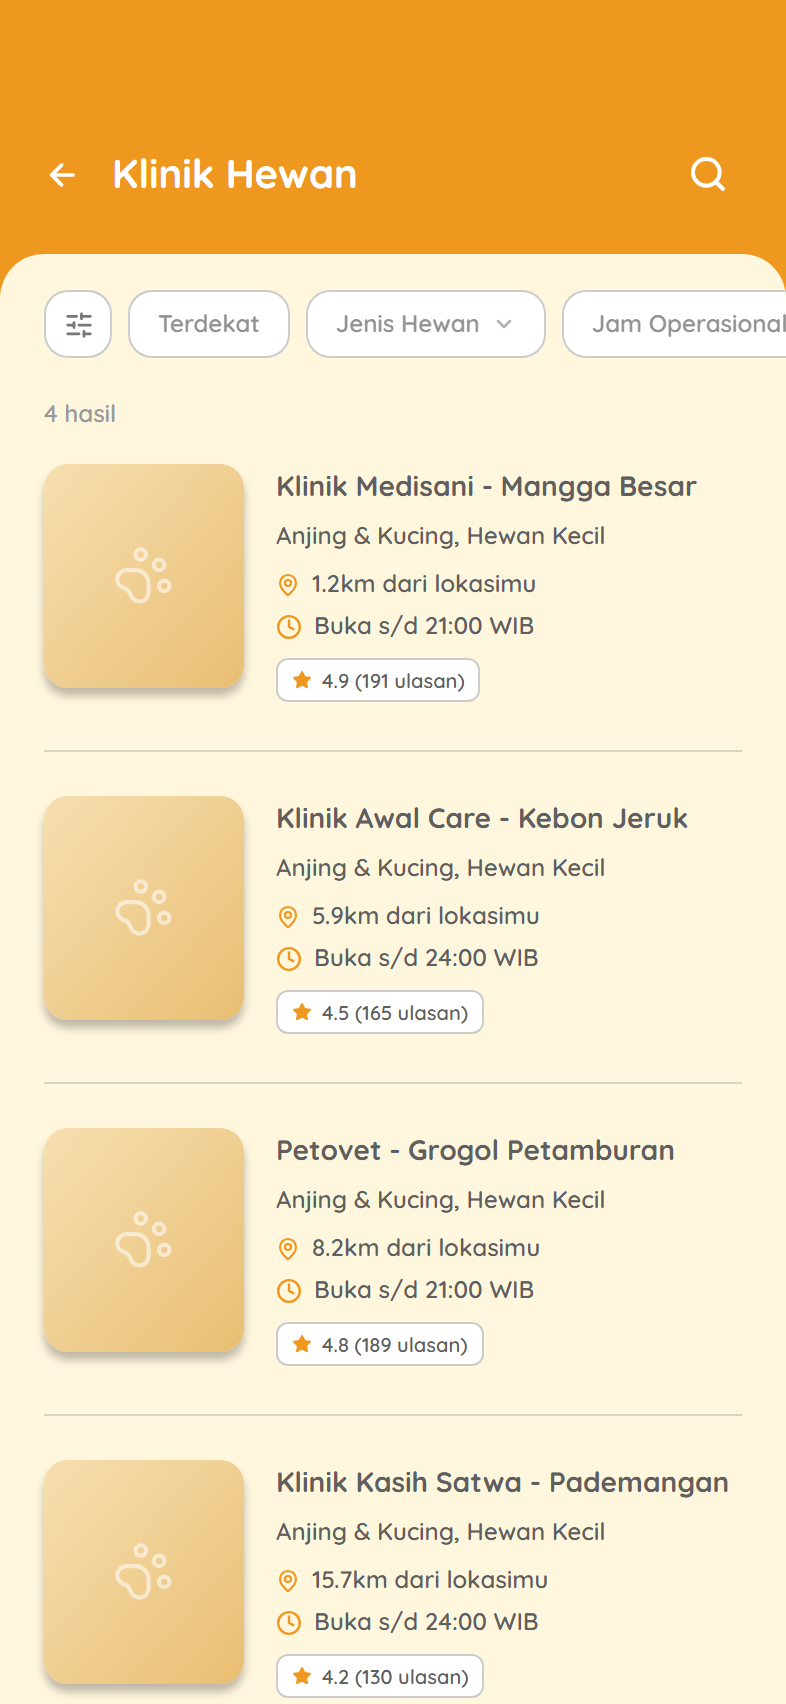 Klinik Hewan
Terdekat
Jenis Hewan
Jam Operasional
4 hasil
Klinik Medisani - Mangga Besar
Anjing & Kucing, Hewan Kecil
1.2km dari lokasimu
Buka s/d 21:00 WIB
4.9 (191 ulasan)
Klinik Awal Care - Kebon Jeruk
Anjing & Kucing, Hewan Kecil
5.9km dari lokasimu
Buka s/d 24:00 WIB
4.5 (165 ulasan)
Petovet - Grogol Petamburan
Anjing & Kucing, Hewan Kecil
8.2km dari lokasimu
Buka s/d 21:00 WIB
4.8 (189 ulasan)
Klinik Kasih Satwa - Pademangan
Anjing & Kucing, Hewan Kecil
15.7km dari lokasimu
Buka s/d 24:00 WIB
4.2 (130 ulasan)